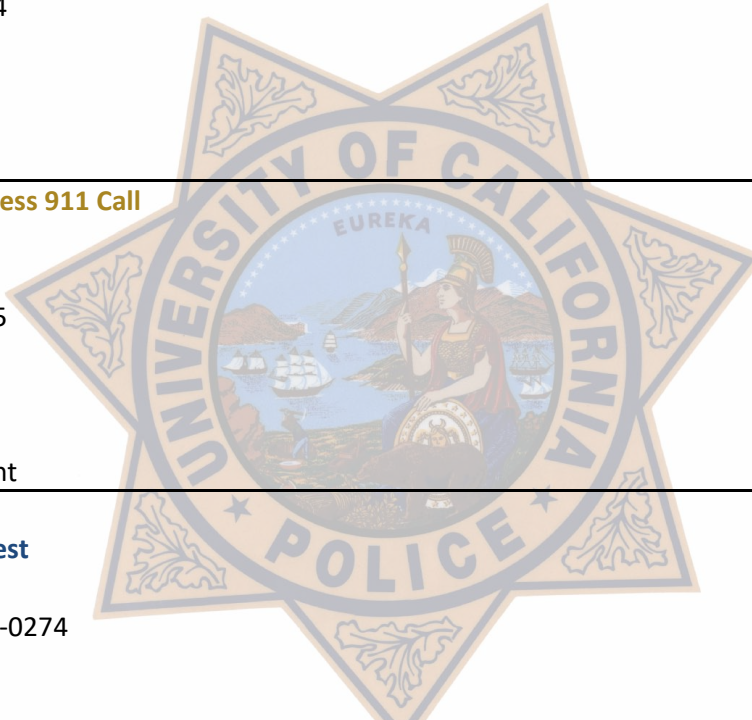 4
ess 911 Call
UNIVERSITY OF CALIFORNIA
EUREKA
5
nt
POLICE
est
-0274